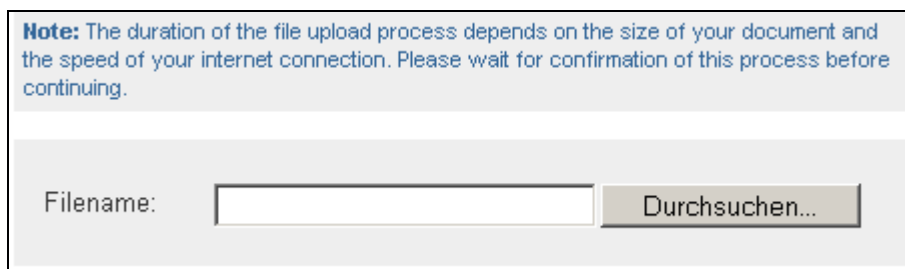 Note: The duration of the file upload process depends on the size of your document and
the speed of your internet connection. Please wait for confirmation of this process before
continuing.
Filename: Durchsuchen...